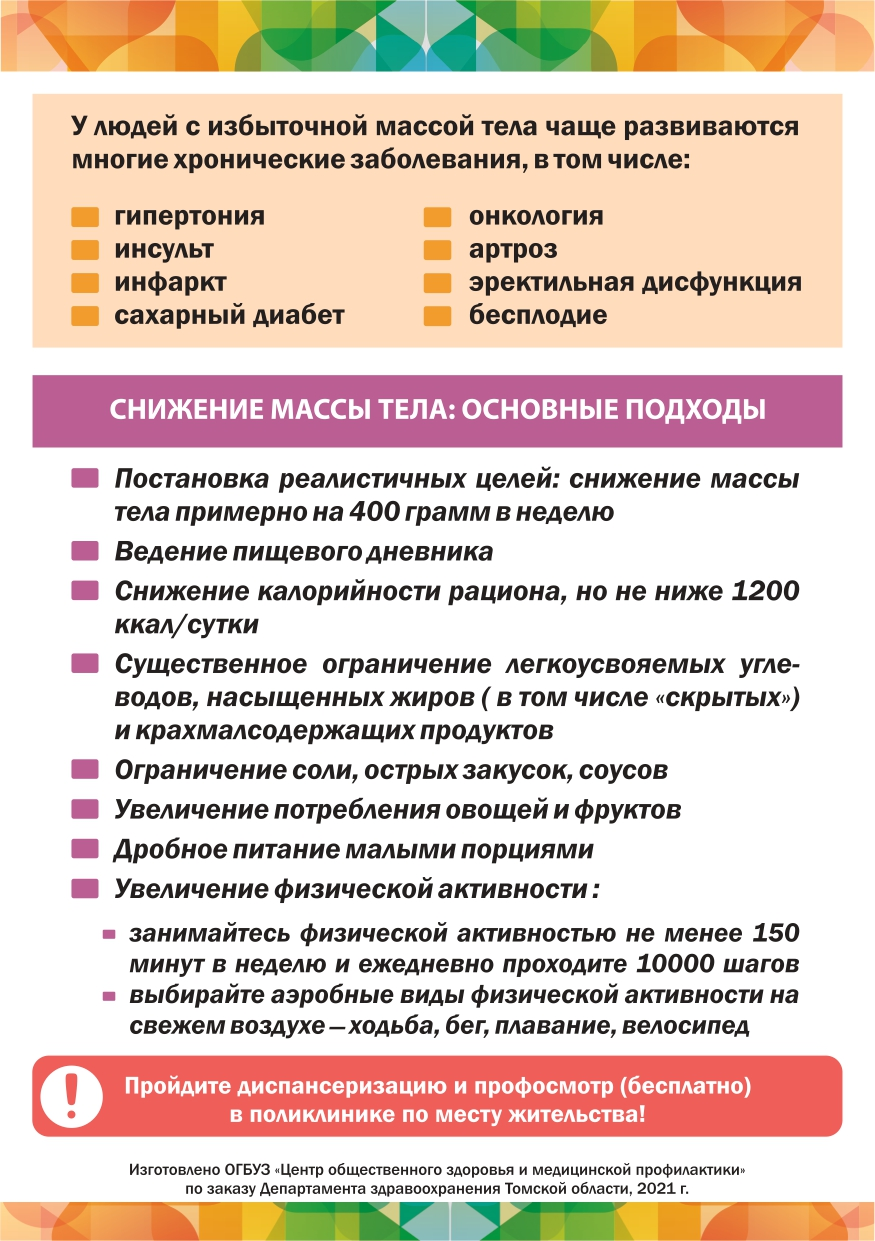 У людей с избыточной массой тела чаще развиваются
многие хронические заболевания, в том числе:
гипертония
инсульт
инфаркт
сахарный диабет
онкология
артроз
эректильная дисфункция
бесплодие
СНИЖЕНИЕ МАССЫ ТЕЛА: ОСНОВНЫЕ ПОДХОДЫ
Постановка реалистичных целей: снижение массы
тела примерно на 400 грамм в неделю
Ведение пищевого дневника
Снижение калорийности рациона, но не ниже 1200
ккал/сутки
Существенное ограничение легкоусвояемых угле-
водов, насыщенных жиров ( в том числе «скрытых»)
и крахмалсодержащих продуктов
Ограничение соли, острых закусок, соусов
Увеличение потребления овощей и фруктов
Дробное питание малыми порциями
Увеличение физической активности :
занимайтесь физической активностью не менее 150
минут в неделю и ежедневно проходите 10000 шагов
выбирайте аэробные виды физической активности на
свежем воздухе – ходьба, бег, плавание, велосипед
!
Пройдите диспансеризацию и профосмотр (бесплатно)
в поликлинике по месту жительства!
Изготовлено ОГБУЗ «Центр общественного здоровья и медицинской профилактики»
по заказу Департамента здравоохранения Томской области, 2021 г.